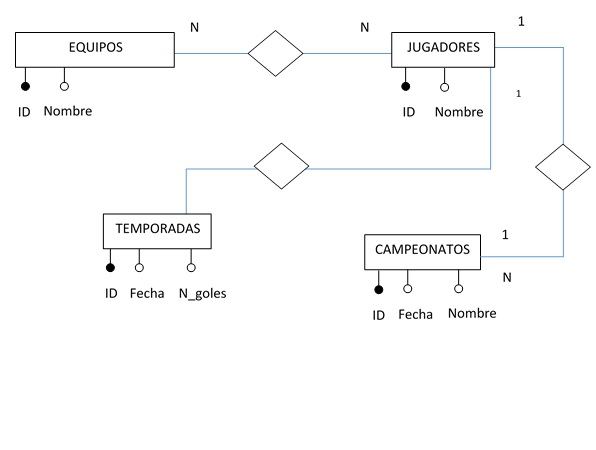 N N 1
EQUIPOS JUGADORES
ID Nombre ID Nombre
1
TEMPORADAS
1
CAMPEONATOS
N
ID Fecha N_goles
ID Fecha Nombre